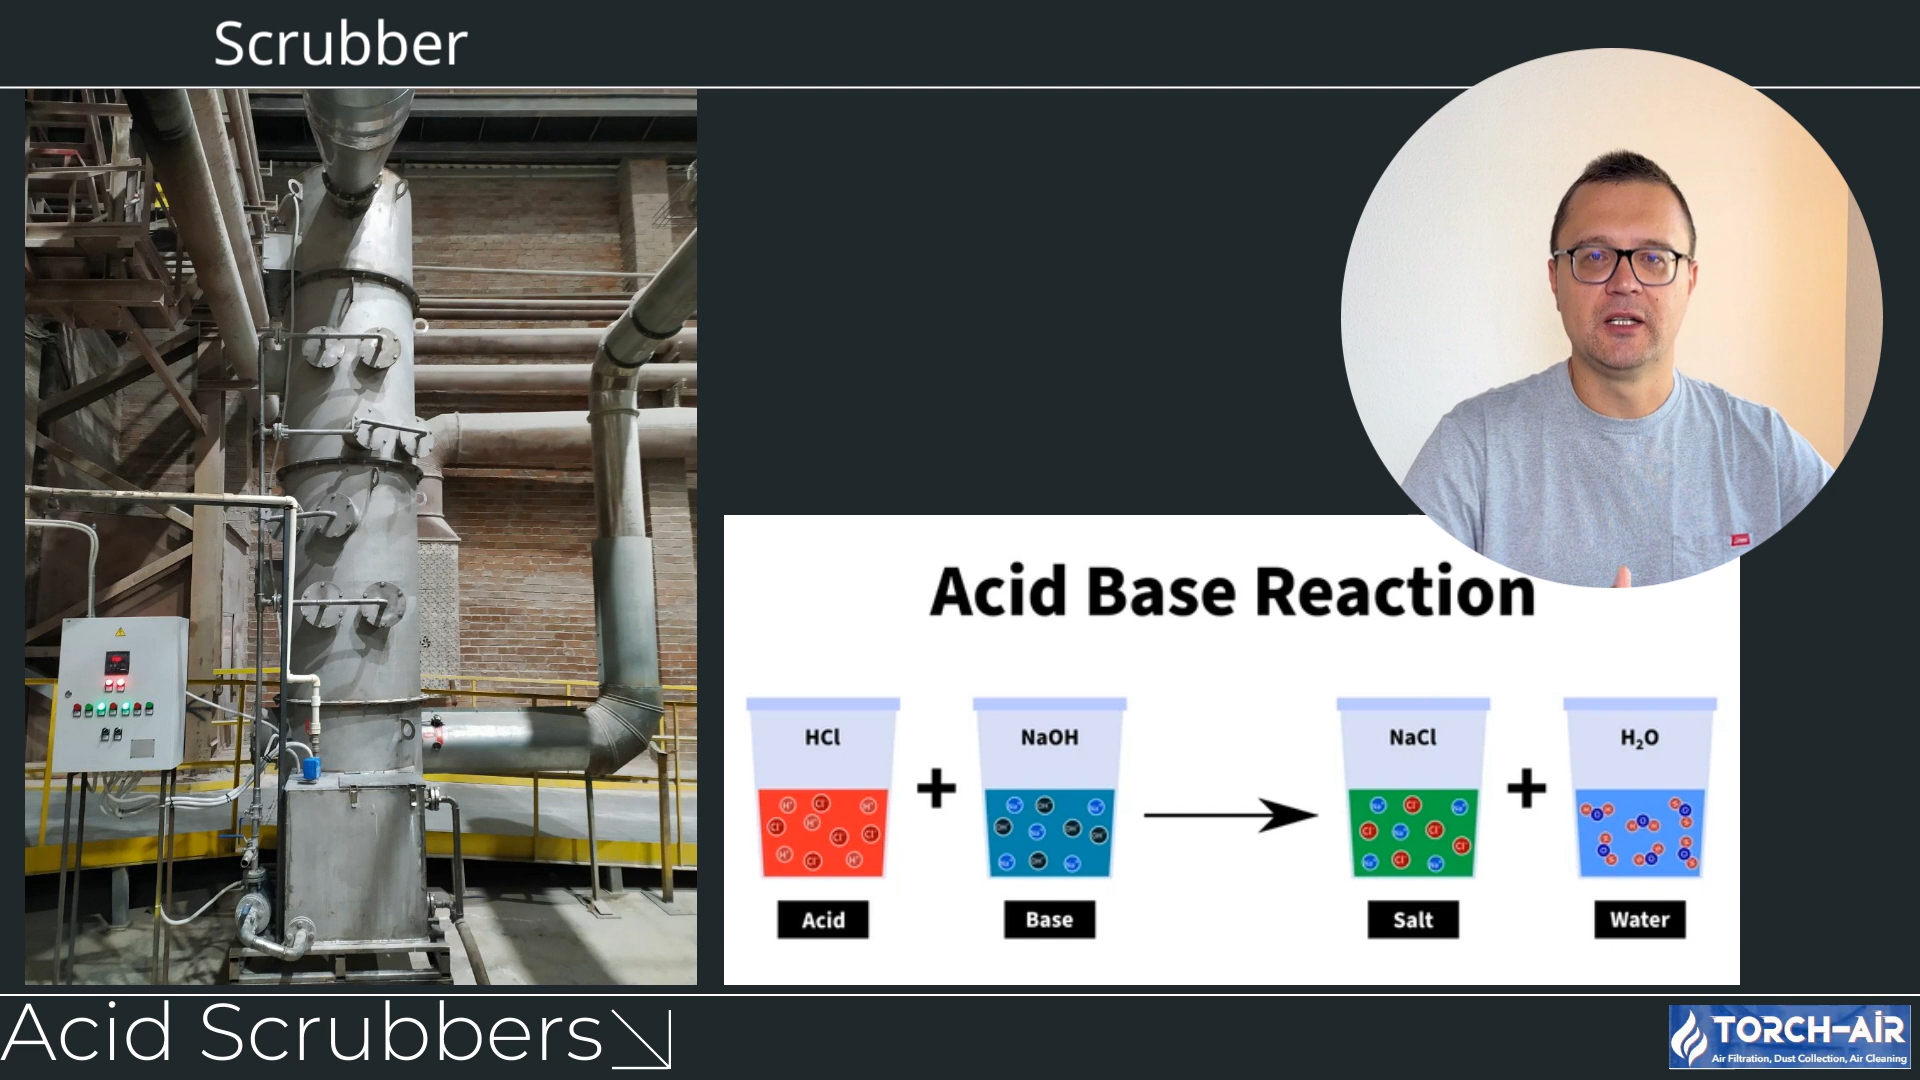 Scrubber
Acid Base Reaction
HCl
+
NaOH
NaCl
+
H₂O
Acid
Base
Salt
Water
Acid Scrubbers
TORCH-AIR
Air Filtration, Dust Collection, Air Cleaning